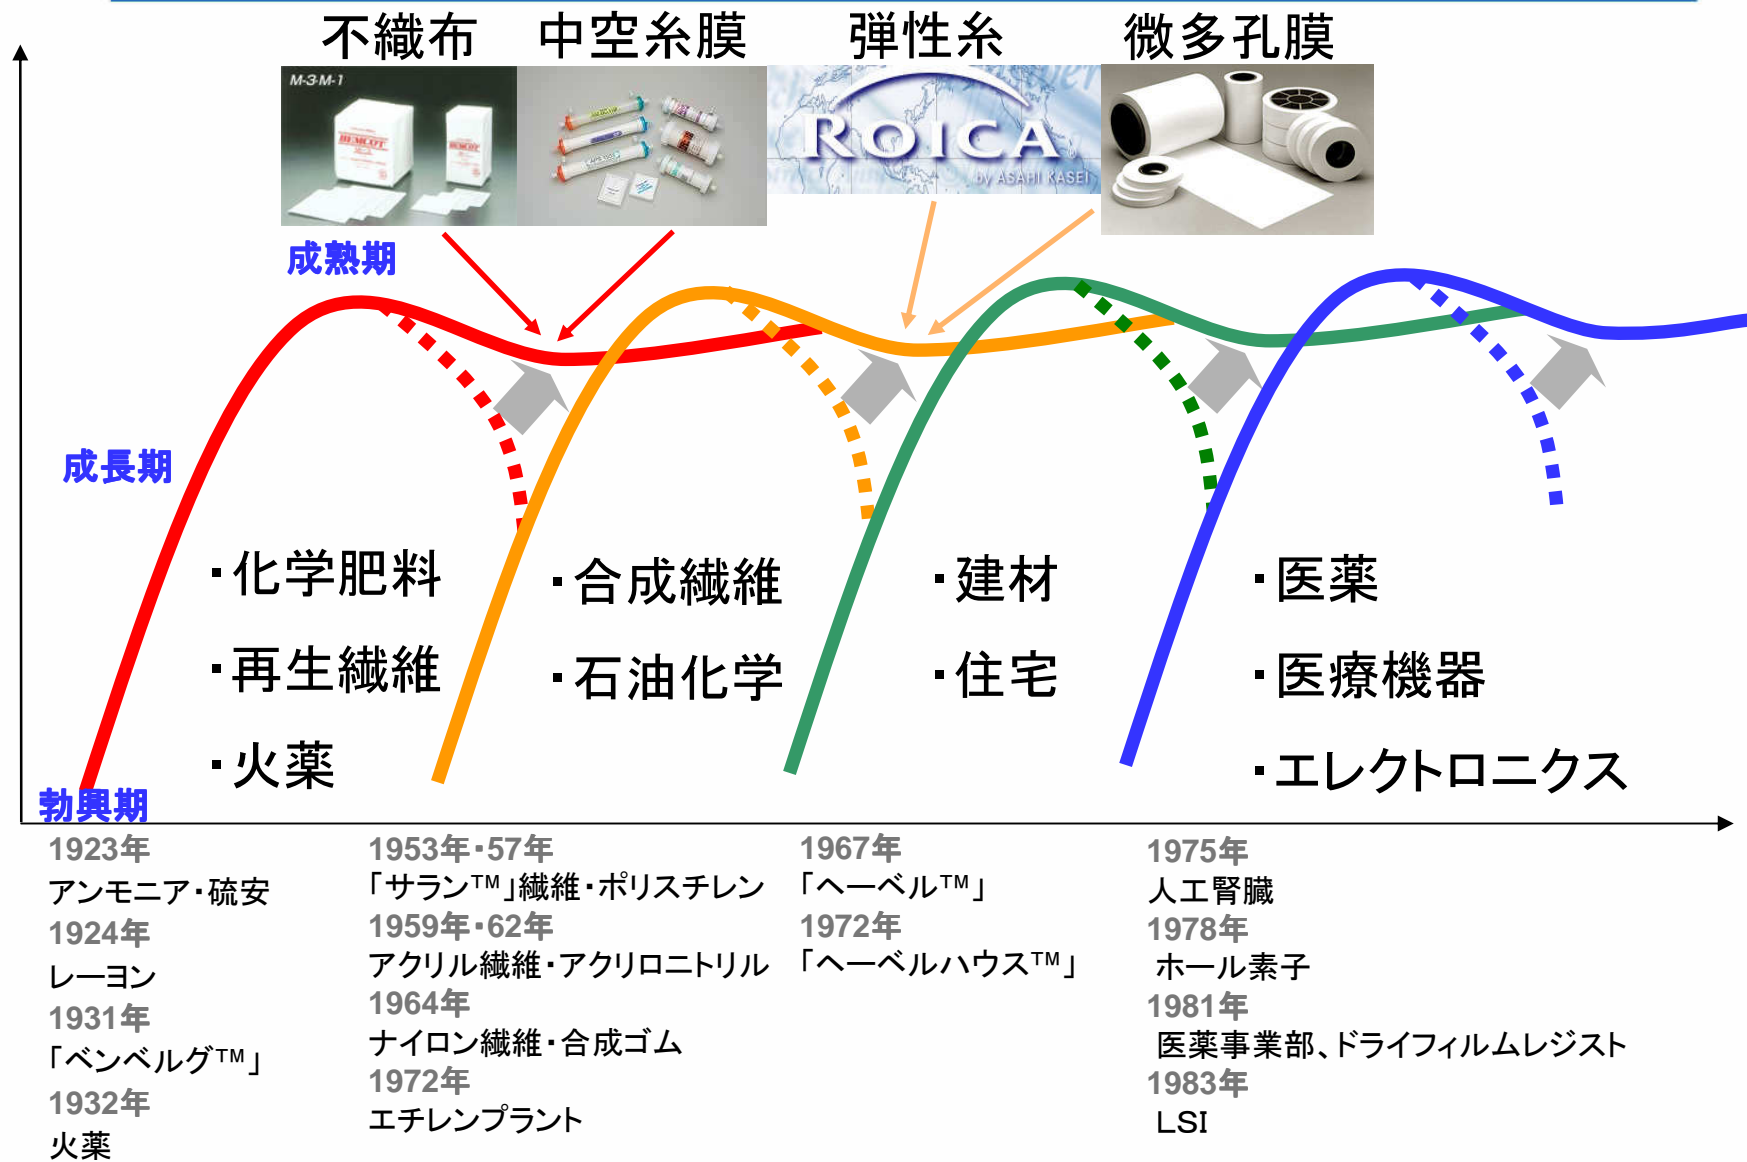 不織布
中空糸膜
弾性糸
微多孔膜
M-3・M-1
BEMCOT
BEMCOT
ROICA
by ASAHI KASEI
成熟期
成長期
勃興期
・化学肥料
・再生繊維
・火薬
・合成繊維
・石油化学
・建材
・住宅
・医薬
・医療機器
・エレクトロニクス
1923年
アンモニア・硫安
1924年
レーヨン
1931年
「ベンベルグ™」
1932年
火薬
1953年・57年
「サラン™」繊維・ポリスチレン
1959年・62年
アクリル繊維・アクリロニトリル
1964年
ナイロン繊維・合成ゴム
1972年
エチレンプラント
1967年
「ヘーベル™」
1972年
「ヘーベルハウス™」
1975年
人工腎臓
1978年
ホール素子
1981年
医薬事業部、ドライフィルムレジスト
1983年
LSI